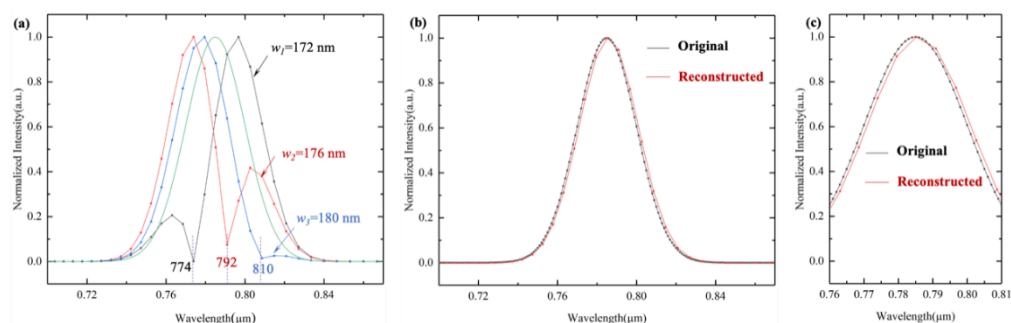 (a)
Normalized Intensity(a.u.)
1.0
0.8
0.6
0.4
0.2
0.0
w1=172 nm
w2=176 nm
w3=180 nm
774
792
810
0.72
0.76
0.80
0.84
Wavelength(μm)
(b)
Normalized Intensity(a.u.)
1.0
0.8
0.6
0.4
0.2
0.0
Original
Reconstructed
0.72
0.76
0.80
0.84
Wavelength(μm)
(c)
Normalized Intensity(a.u.)
1.0
0.8
0.6
0.4
0.2
0.0
Original
Reconstructed
0.76
0.77
0.78
0.79
0.80
0.81
Wavelength(μm)